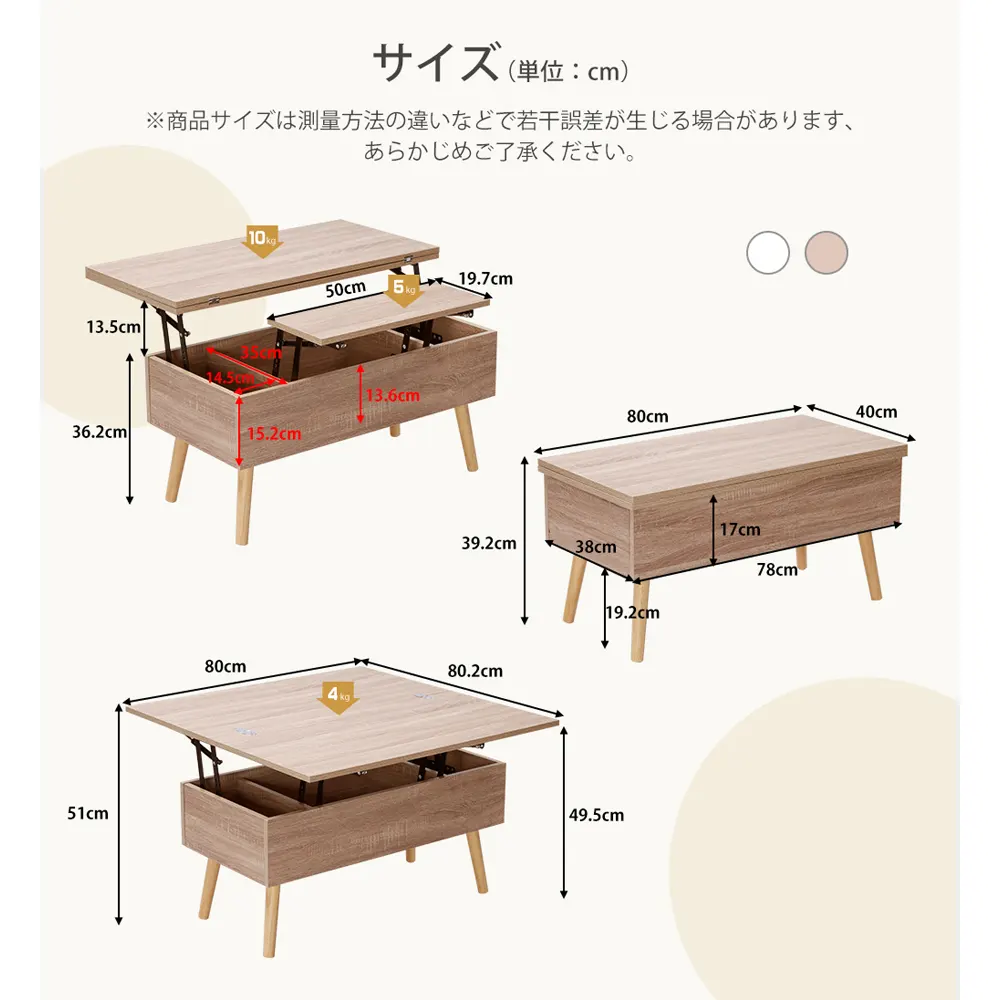 サイズ（単位：cm）
※商品サイズは測量方法の違いなどで若干誤差が生じる場合があります、
あらかじめご了承ください。
10kg
5kg
19.7cm
50cm
13.5cm
35cm
14.5cm
13.6cm
36.2cm
15.2cm
80cm
40cm
39.2cm
38cm
17cm
78cm
19.2cm
80cm
80.2cm
4kg
51cm
49.5cm